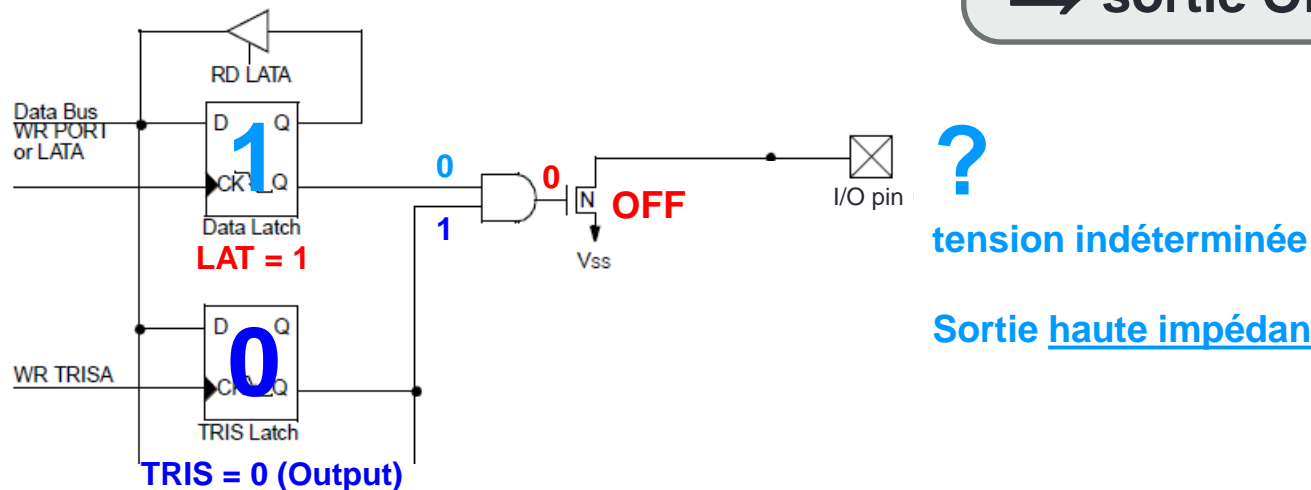 ⟹ sortie
RD LATA
Data Bus
WR PORT
or LATA
D Q
1
CK Q
Data Latch
LAT = 1
0
1
0
N
OFF
Vss
I/O pin
?
tension indéterminée
Sortie haute impédan
D Q
0
CK Q
WR TRISA
TRIS Latch
TRIS = 0 (Output)